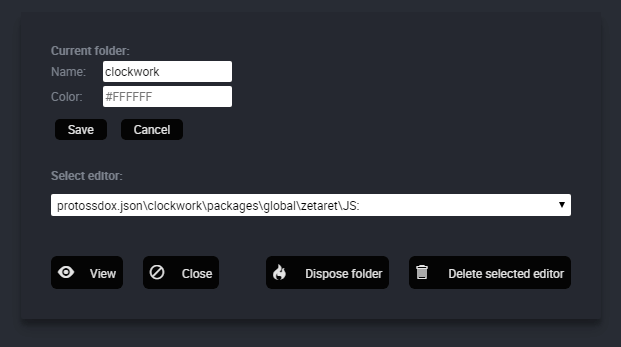 Current folder:
Name: clockwork
Color: #FFFFFF
Save Cancel
Select editor:
protossdox.json\clockwork\packages\global\zetaret\JS:
View Close Dispose folder Delete selected editor